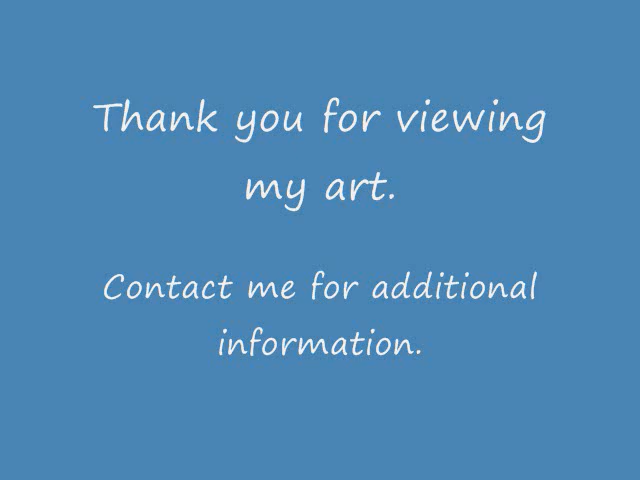 Thank you for viewing
my art.
Contact me for additional
information.